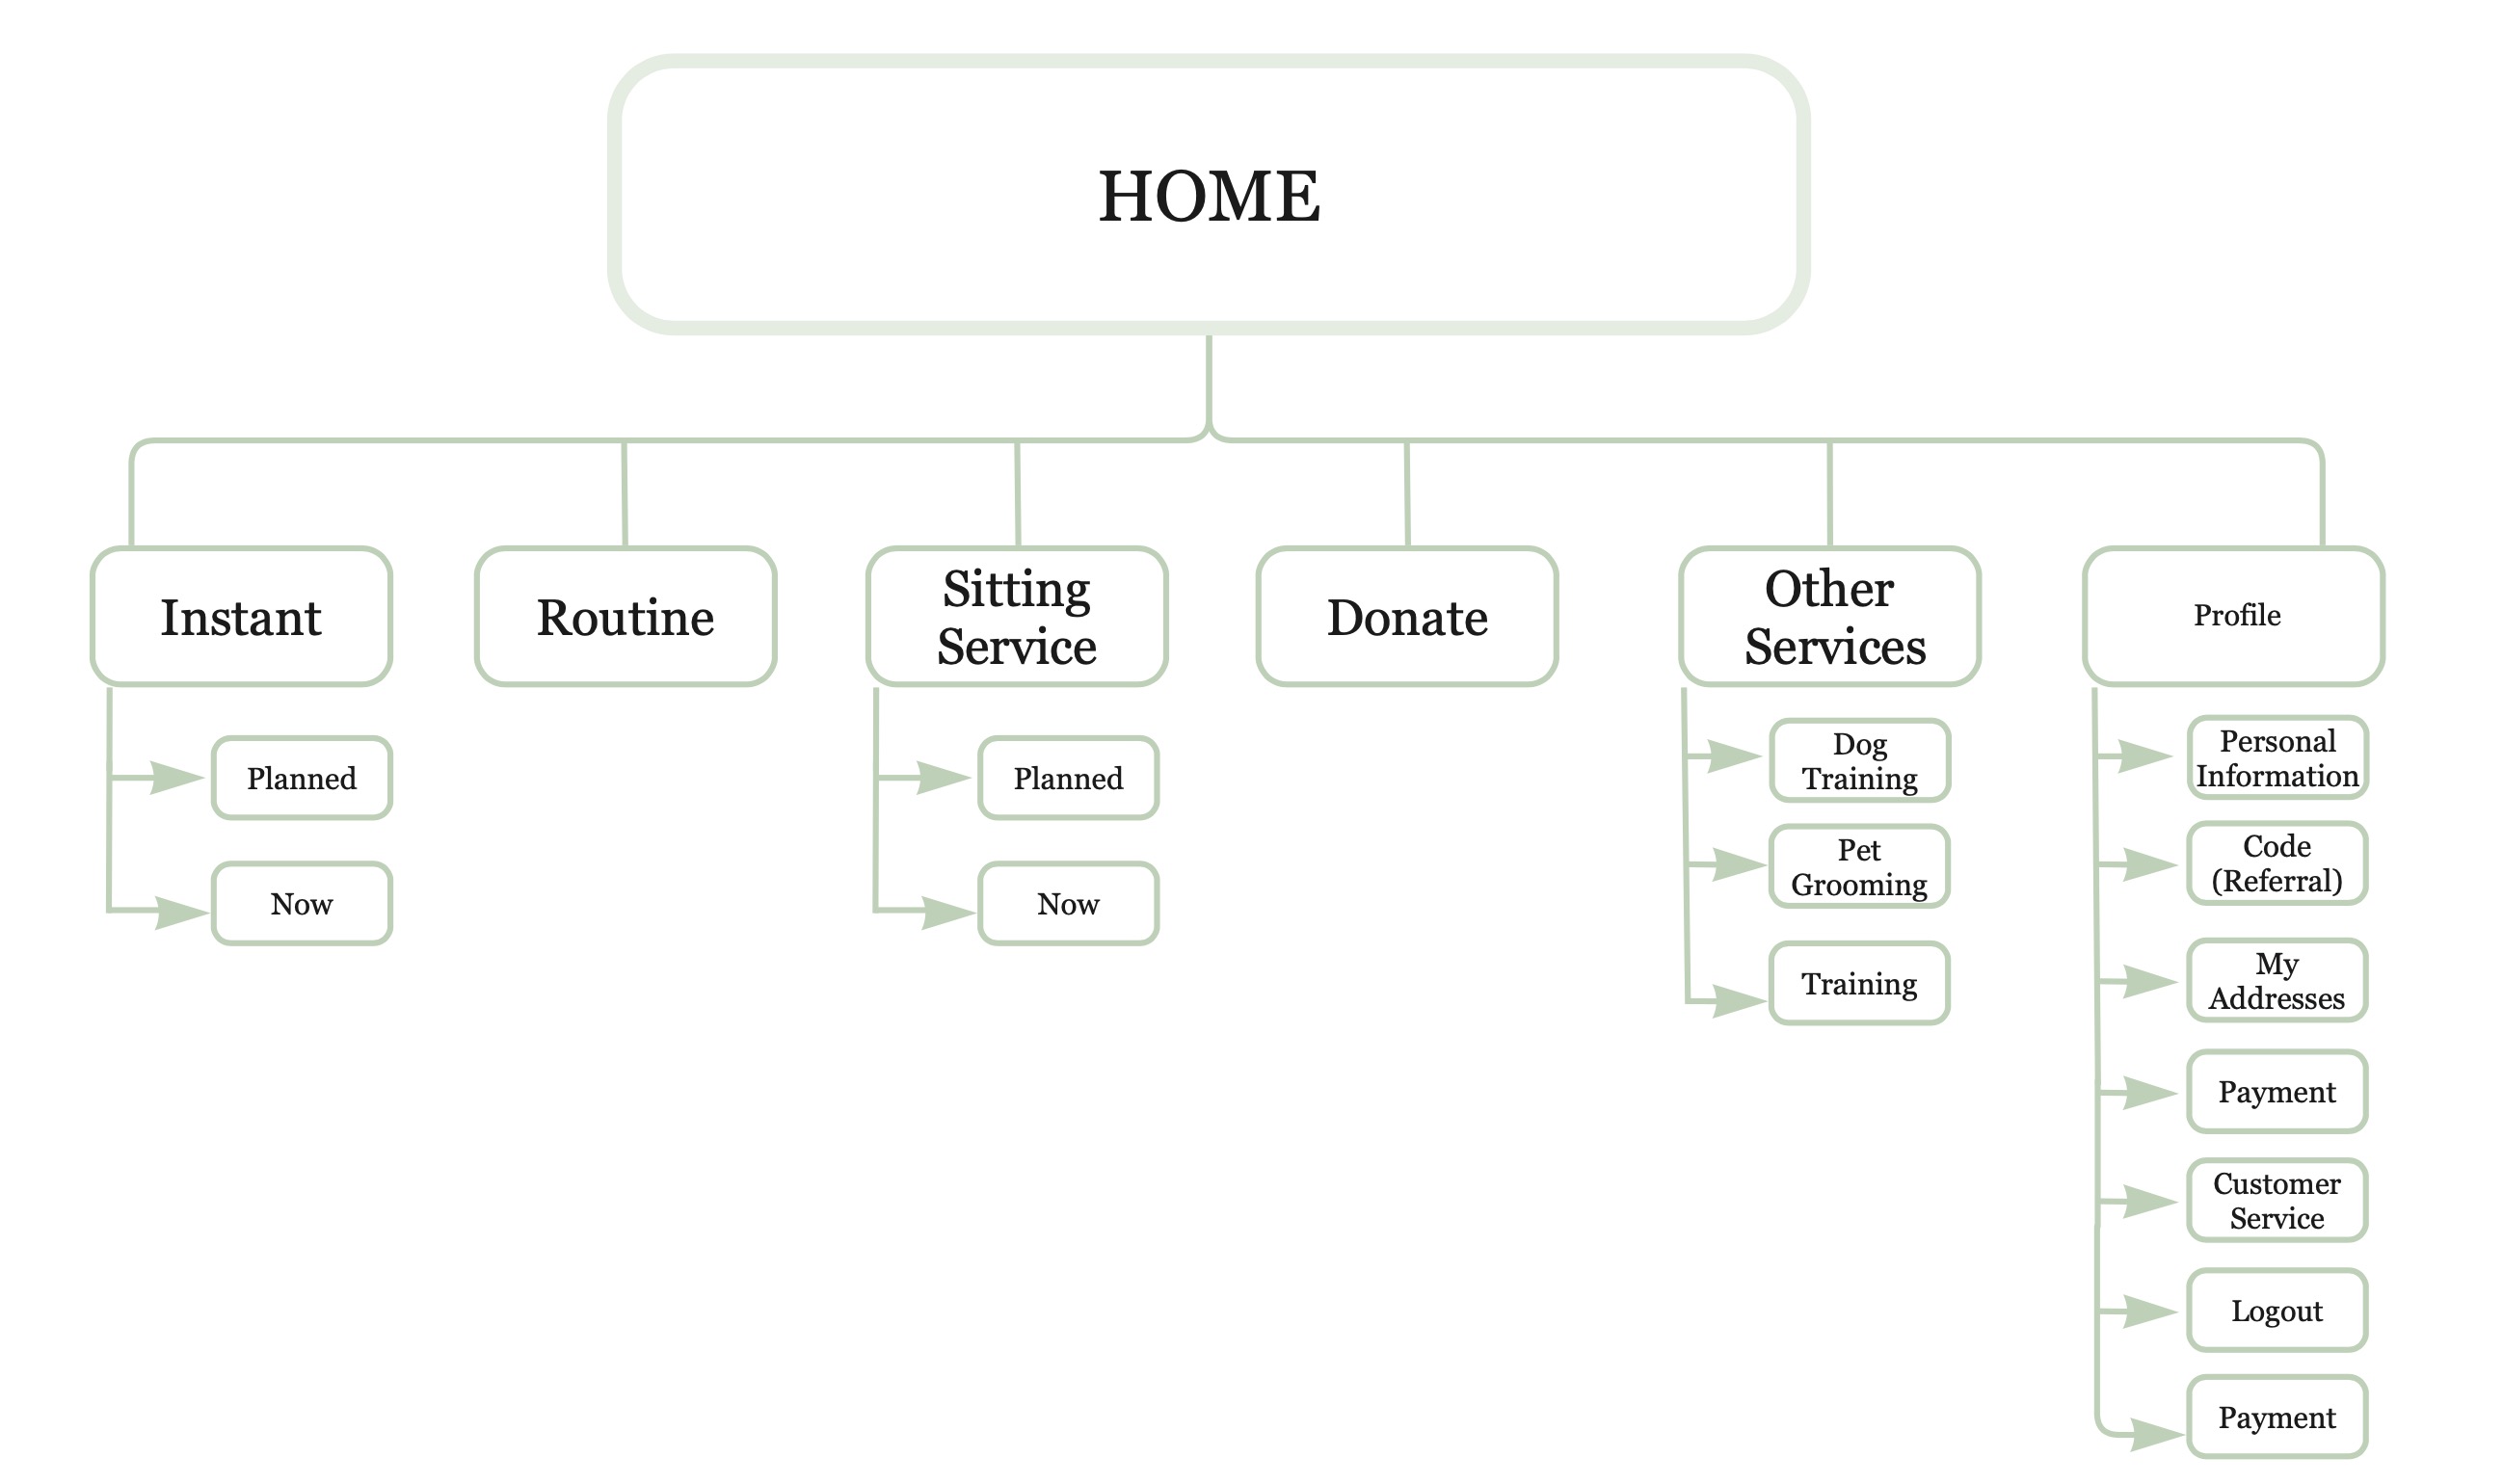 HOME
Instant
Routine
Sitting
Service
Donate
Other
Services
Profile
Planned
Now
Planned
Now
Dog
Training
Pet
Grooming
Training
Personal
Information
Code
(Referral)
My
Addresses
Payment
Customer
Service
Logout
Payment